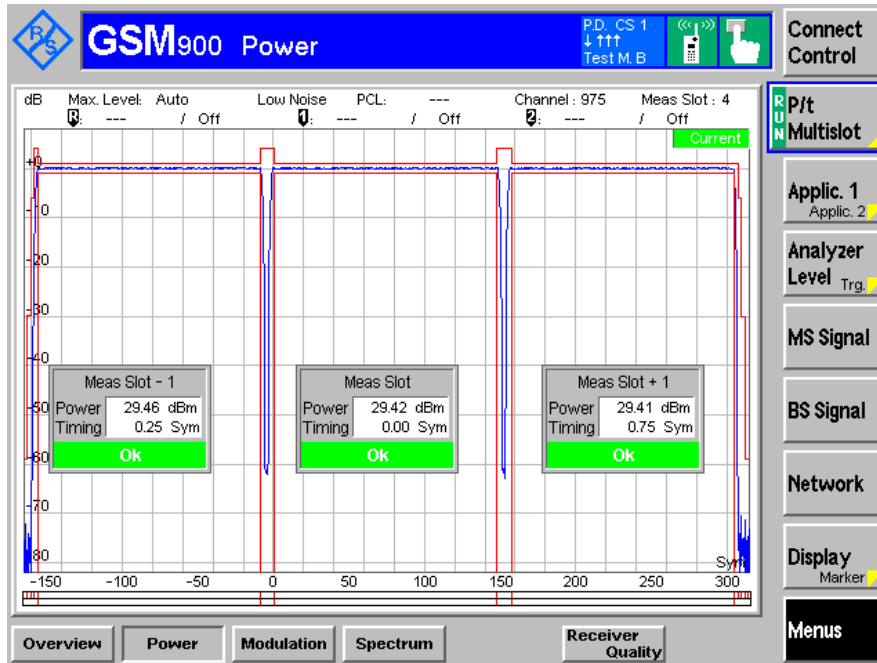 R&S
GSM900 Power
P.D. CS 1
↓ ↑↑↑
Test M. B
Connect Control
dB Max. Level: Auto Low Noise PCL: --- Channel : 975 Meas Slot : 4
R: --- / Off 1: --- / Off 2: --- / Off
Current
RUN
P/t Multislot
Applic. 1
Applic. 2
Analyzer Level Trg.
MS Signal
BS Signal
Network
Display
Marker
Menus
+0
-10
-20
-30
-40
-50
-60
-70
80
Meas Slot - 1
Power 29.46 dBm
Timing 0.25 Sym
Ok
Meas Slot
Power 29.42 dBm
Timing 0.00 Sym
Ok
Meas Slot + 1
Power 29.41 dBm
Timing 0.75 Sym
Ok
Sym
-150 -100 -50 0 50 100 150 200 250 300
Overview Power Modulation Spectrum Receiver Quality